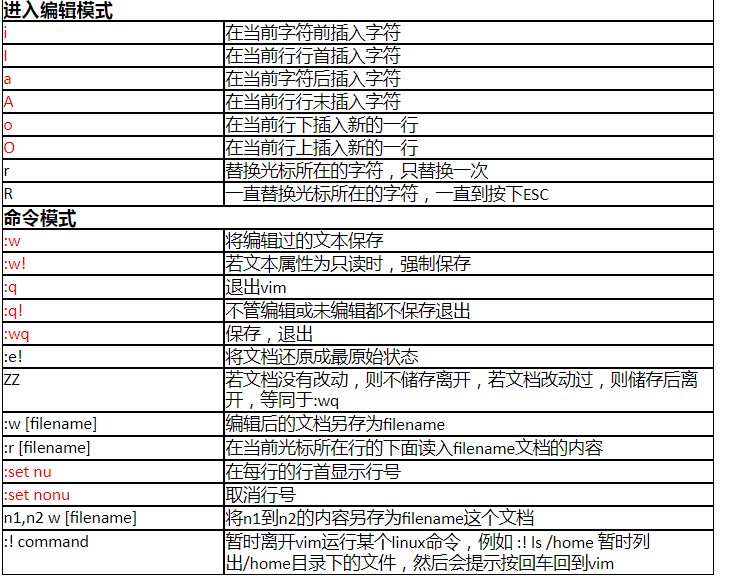 进入编辑模式
i 在当前字符前插入字符
I 在当前行行首插入字符
a 在当前字符后插入字符
A 在当前行行末插入字符
o 在当前行下插入新的一行
O 在当前行上插入新的一行
r 替换光标所在的字符，只替换一次
R 一直替换光标所在的字符，一直到按下ESC
命令模式
:w 将编辑过的文本保存
:w! 若文本属性为只读时，强制保存
:q 退出vim
:q! 不管编辑或未编辑都不保存退出
:wq 保存，退出
:e! 将文档还原成最原始状态
ZZ 若文档没有改动，则不储存离开，若文档改动过，则储存后离
开，等同于:wq
:w [filename] 编辑后的文档另存为filename
:r [filename] 在当前光标所在行的下面读入filename文档的内容
:set nu 在每行的行首显示行号
:set nonu 取消行号
n1,n2 w [filename] 将n1到n2的内容另存为filename这个文档
:! command 暂时离开vim运行某个linux命令，例如 :! ls /home 暂时列
出/home目录下的文件，然后会提示按回车回到vim